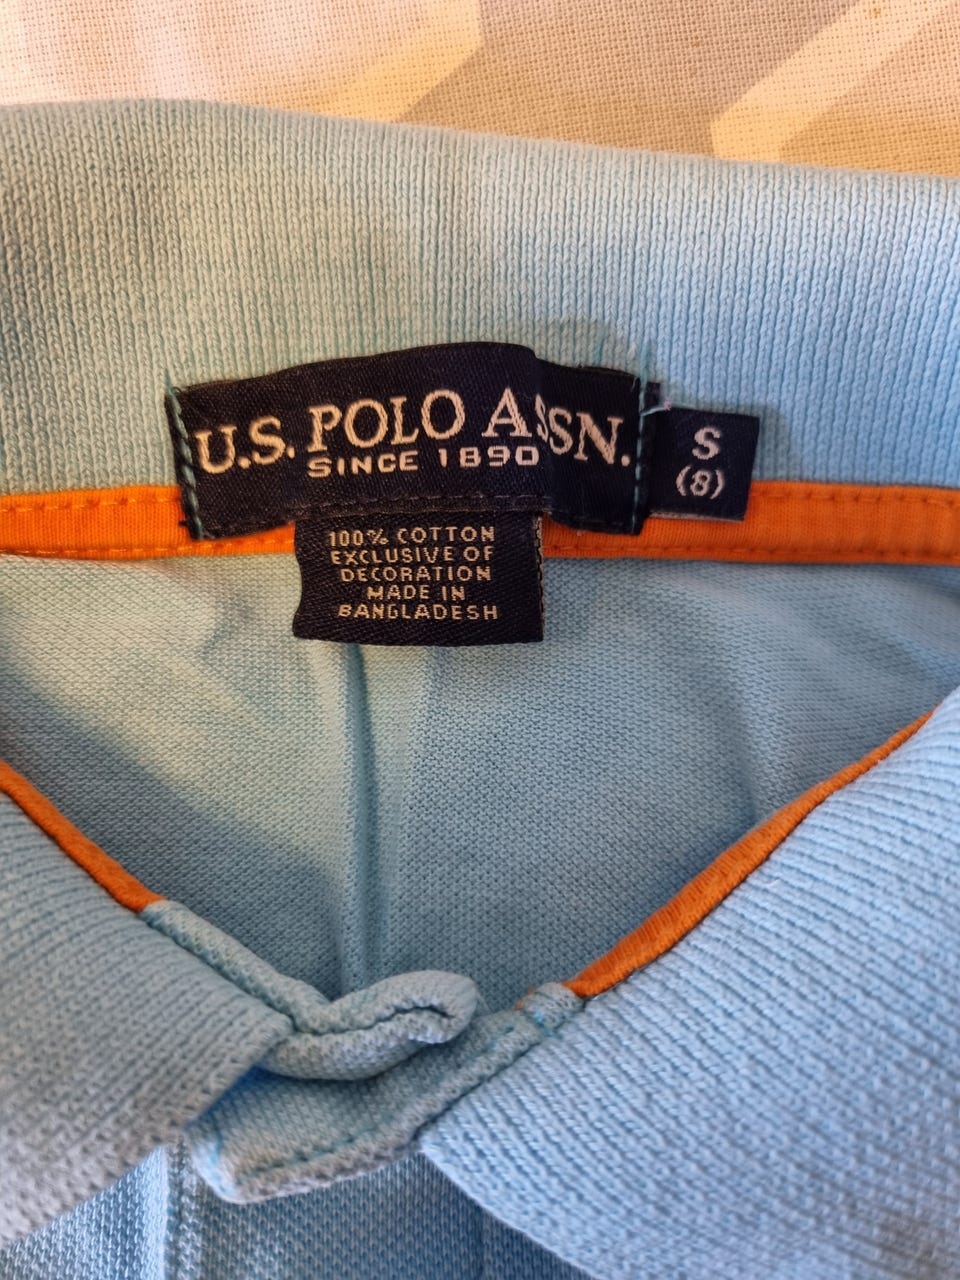 U.S. POLO ASSN.
SINCE 1890
S
(8)
100% COTTON
EXCLUSIVE OF
DECORATION
MADE IN
BANGLADESH